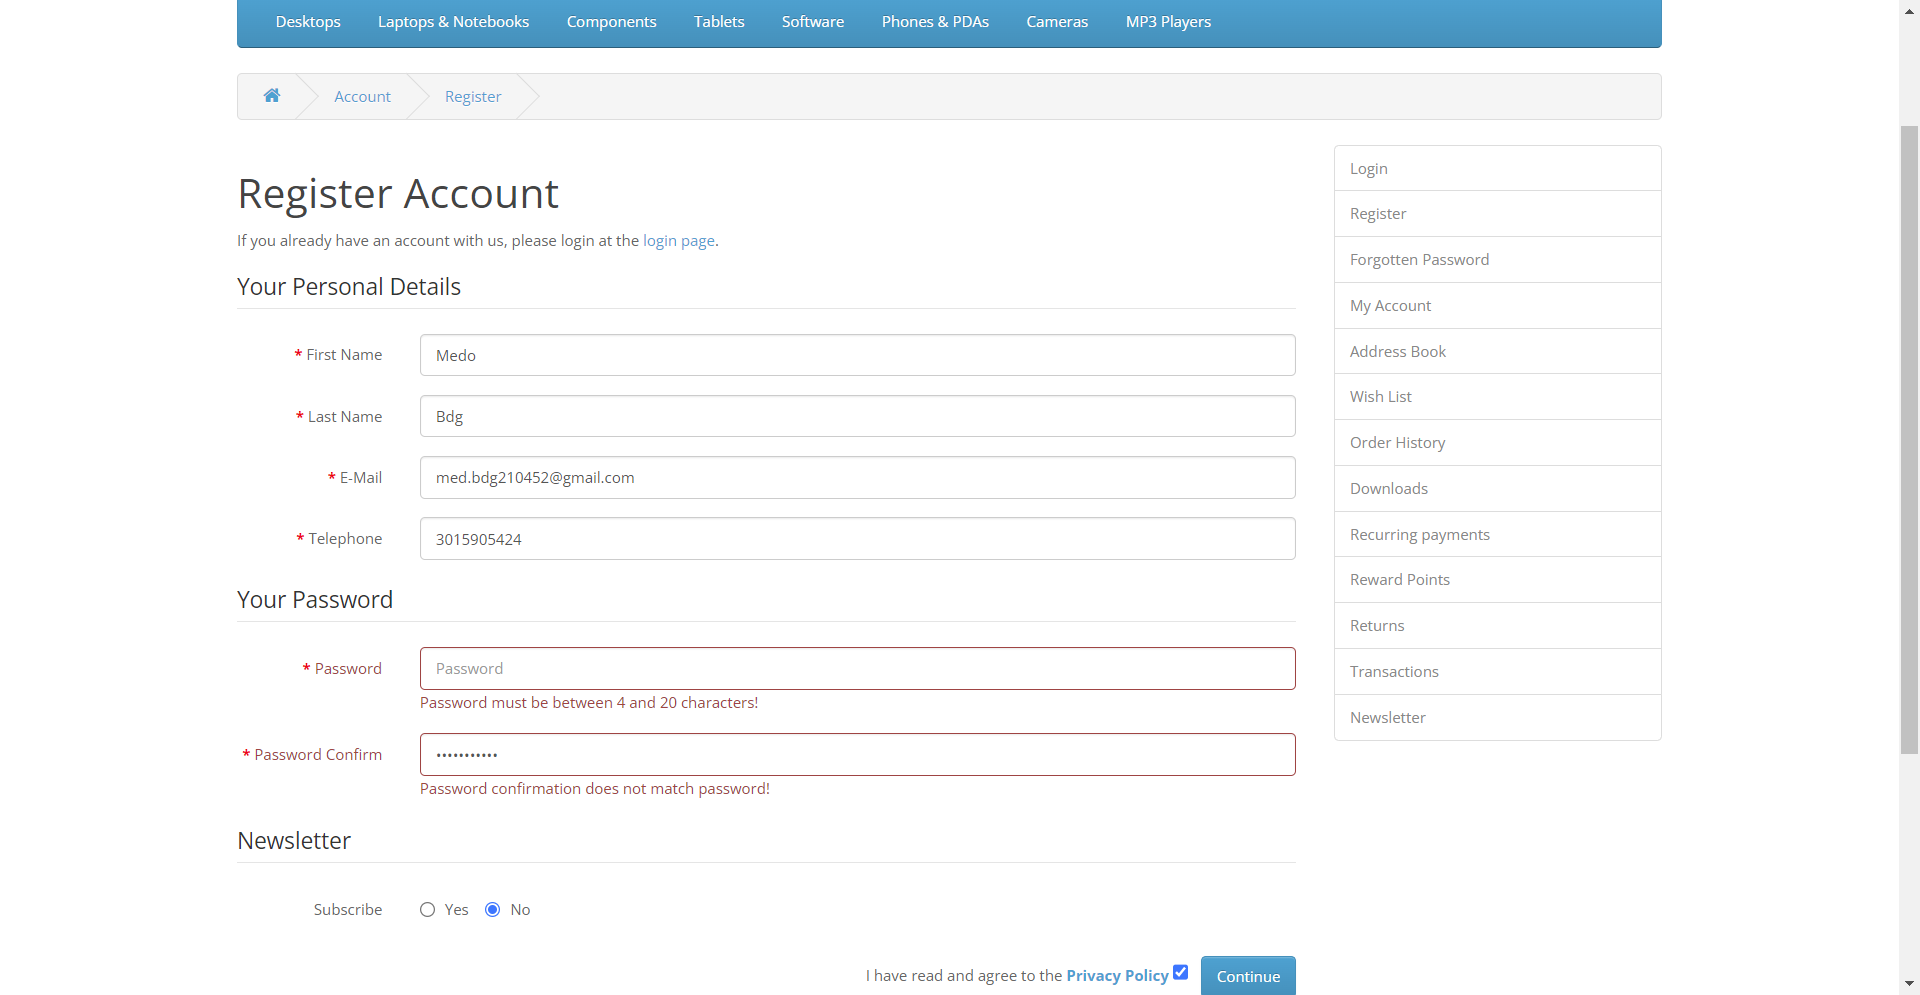 Desktops Laptops & Notebooks Components Tablets Software Phones & PDAs Cameras MP3 Players
Account Register
Register Account
If you already have an account with us, please login at the login page.
Your Personal Details
* First Name Medo
* Last Name Bdg
* E-Mail med.bdg210452@gmail.com
* Telephone 3015905424
Your Password
* Password Password
Password must be between 4 and 20 characters!
* Password Confirm •••••••••••
Password confirmation does not match password!
Newsletter
Subscribe Yes No
I have read and agree to the Privacy Policy Continue
Login
Register
Forgotten Password
My Account
Address Book
Wish List
Order History
Downloads
Recurring payments
Reward Points
Returns
Transactions
Newsletter